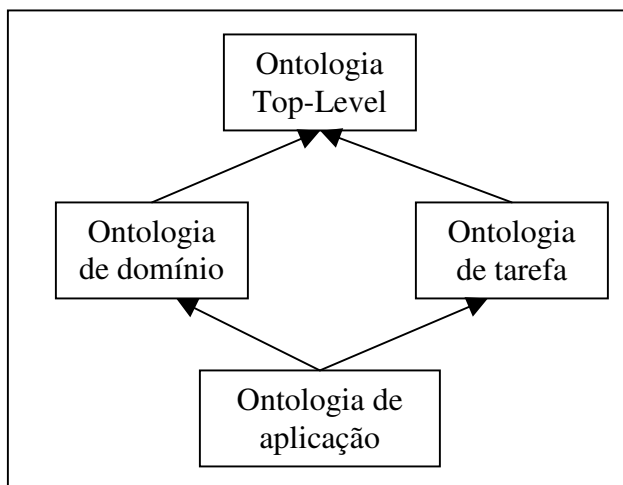 Ontologia
Top-Level
Ontologia
de domínio
Ontologia
de tarefa
Ontologia de
aplicação